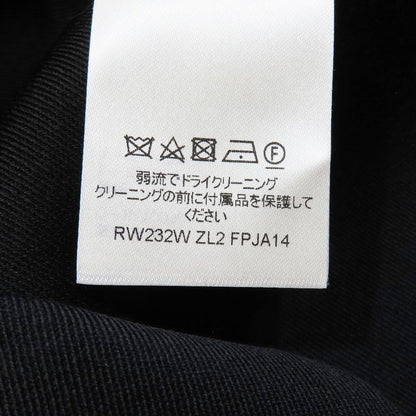 F
弱流でドライクリーニング
クリーニングの前に付属品を保護して
ください
RW232W ZL2 FPJA14